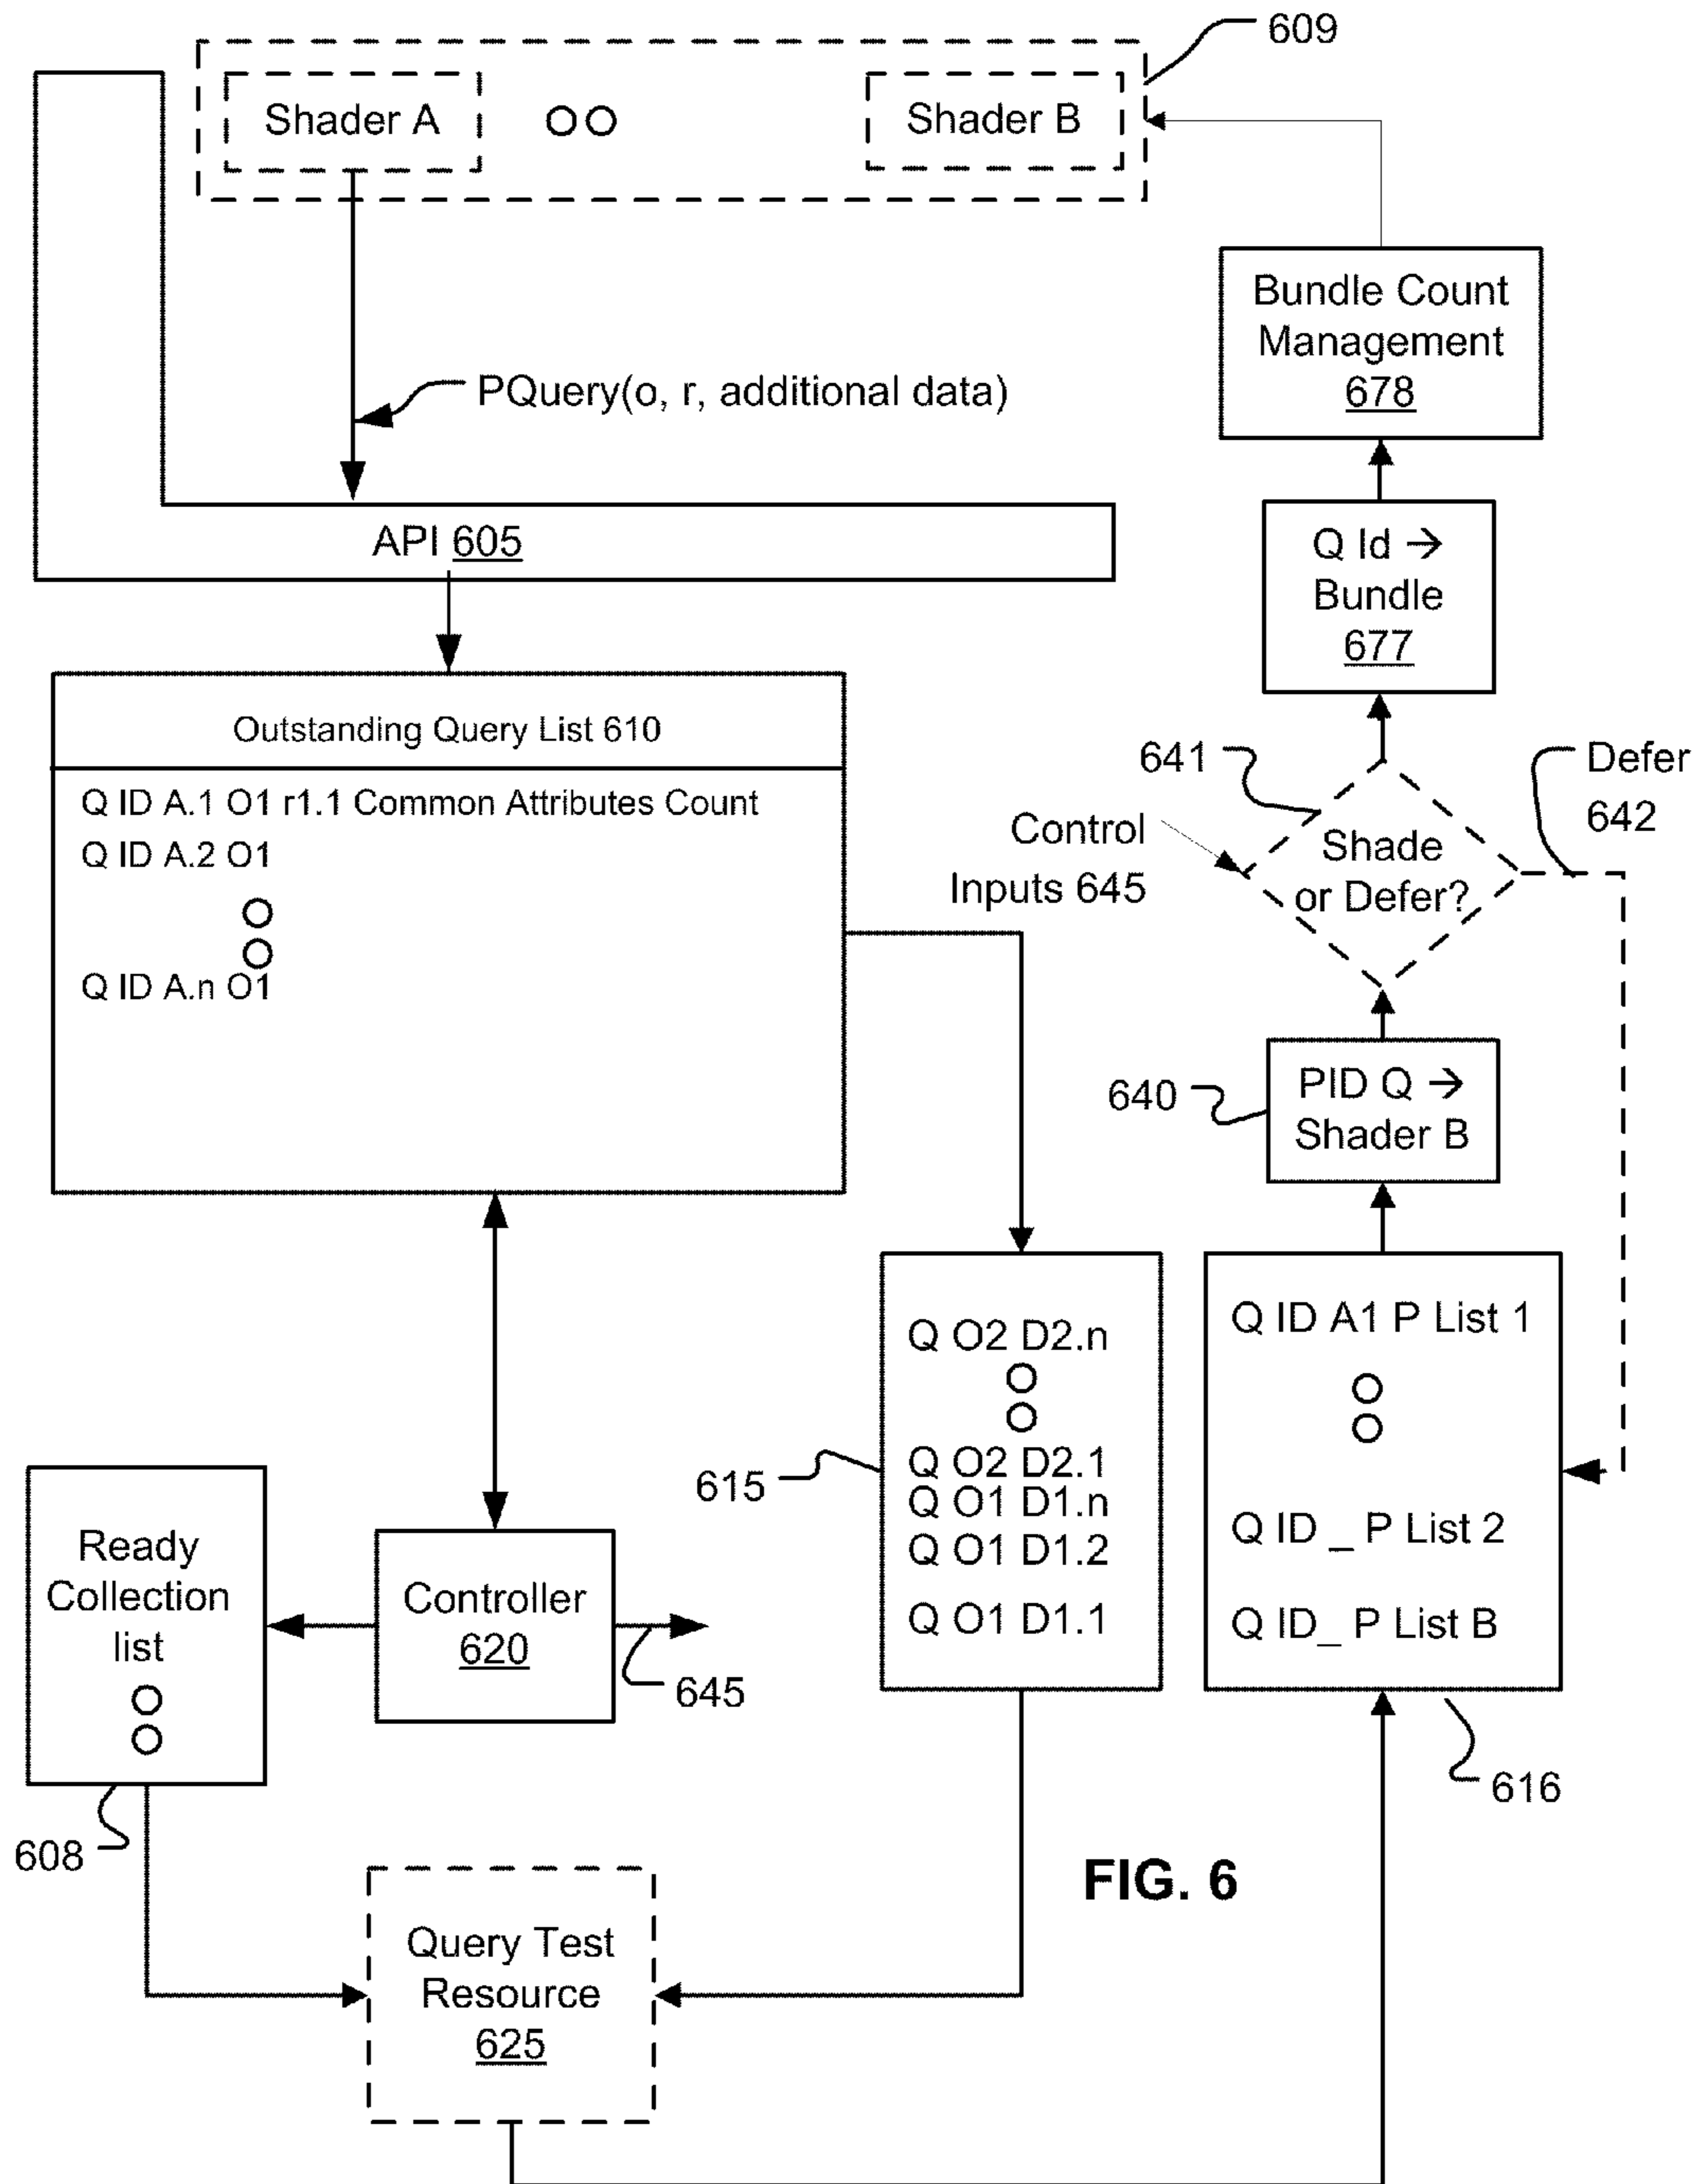 609
Shader A
Shader B
Bundle Count
Management
678
PQuery(o, r, additional data)
API 605
Q Id →
Bundle
677
Outstanding Query List 610
Q ID A.1 O1 r1.1 Common Attributes Count
Q ID A.2 O1
Q ID A.n O1
641
Defer
642
Control
Inputs 645
Shade
or Defer?
640
PID Q →
Shader B
Q O2 D2.n
Q O2 D2.1
Q O1 D1.n
Q O1 D1.2
Q O1 D1.1
615
Q ID A1 P List 1
Q ID _ P List 2
Q ID_ P List B
616
Ready
Collection
list
608
Controller
620
645
Query Test
Resource
625
FIG. 6